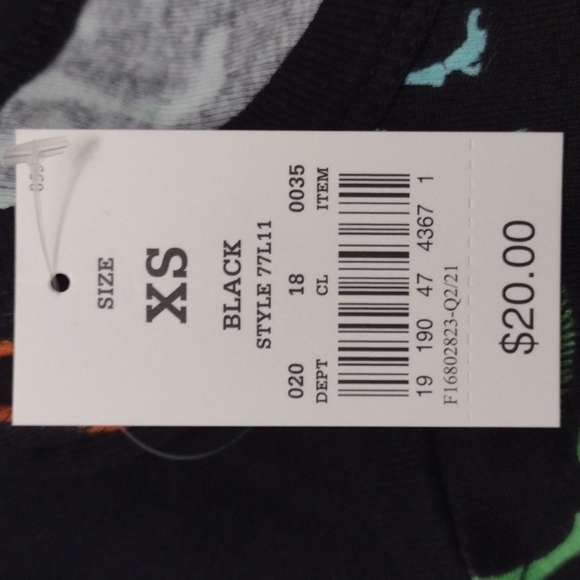 SIZE
XS
BLACK
STYLE 77L11
020 18 0035
DEPT CL ITEM
19 190 47 4367 1
F16802823-Q2/21
$20.00